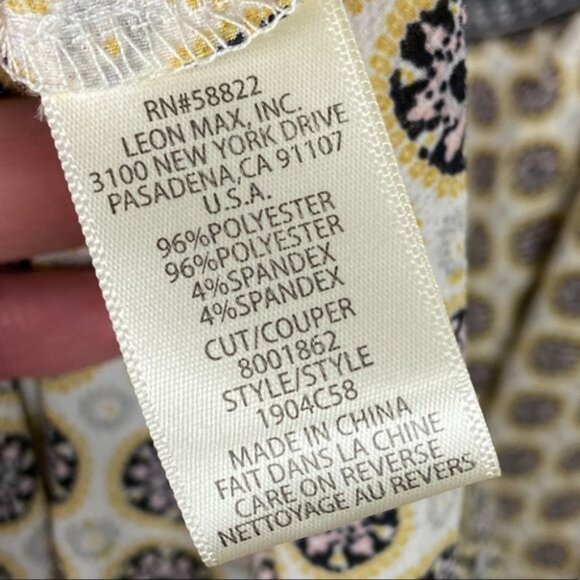 RN#58822
LEON MAX, INC.
3100 NEW YORK DRIVE
PASADENA,CA 91107
U.S.A.
96%POLYESTER
96%POLYESTER
4%SPANDEX
4%SPANDEX
CUT/COUPER
8001862
STYLE/STYLE
1904C58
MADE IN CHINA
FAIT DANS LA CHINE
CARE ON REVERSE
NETTOYAGE AU REVERS